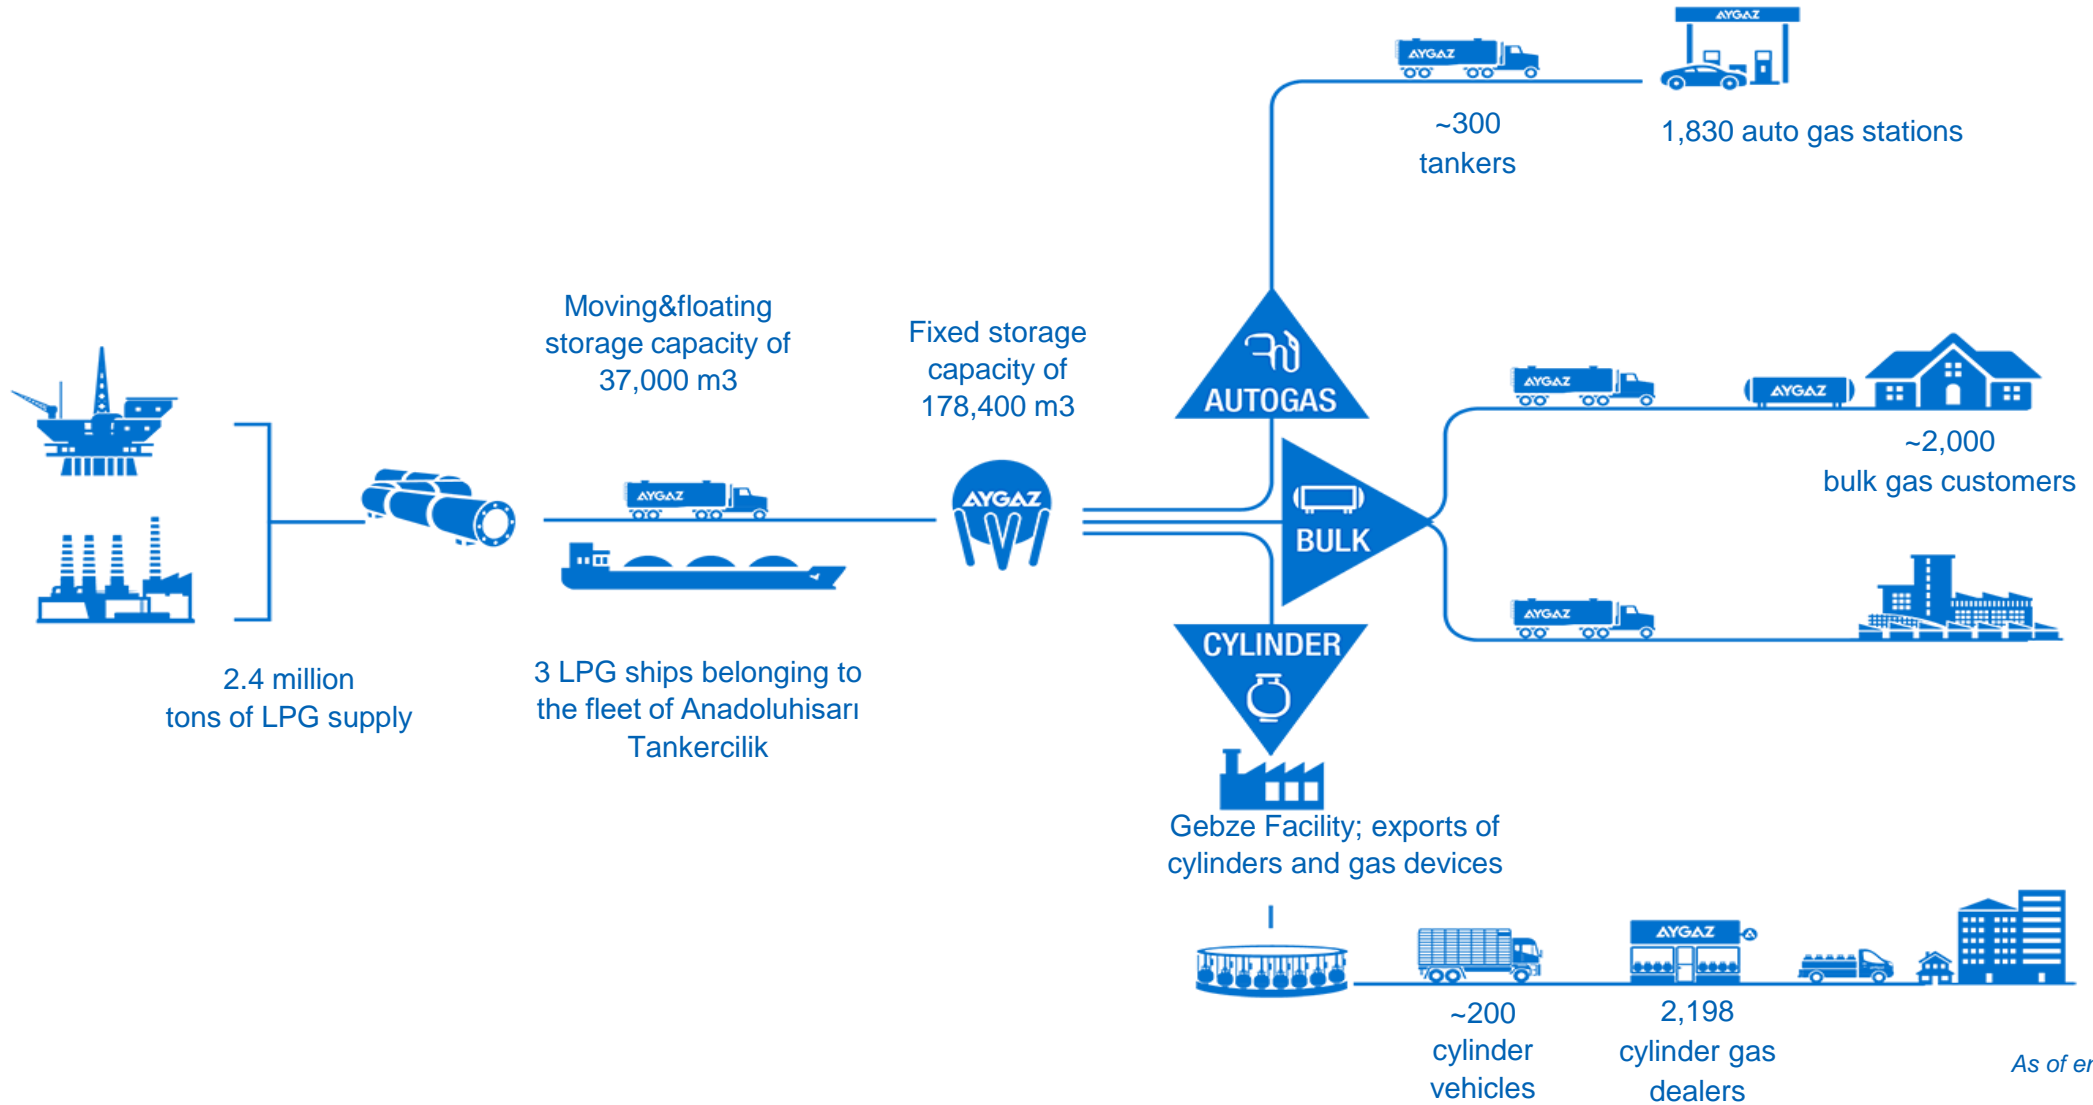 AYGAZ
AYGAZ
~300
tankers
1,830 auto gas stations
Moving&floating
storage capacity of
37,000 m3
Fixed storage
capacity of
178,400 m3
AUTOGAS
AYGAZ
AYGAZ
~2,000
bulk gas customers
AYGAZ
AYGAZ
BULK
AYGAZ
CYLINDER
2.4 million
tons of LPG supply
3 LPG ships belonging to
the fleet of Anadoluhisarı
Tankercilik
Gebze Facility; exports of
cylinders and gas devices
AYGAZ
~200
cylinder
vehicles
2,198
cylinder gas
dealers
As of